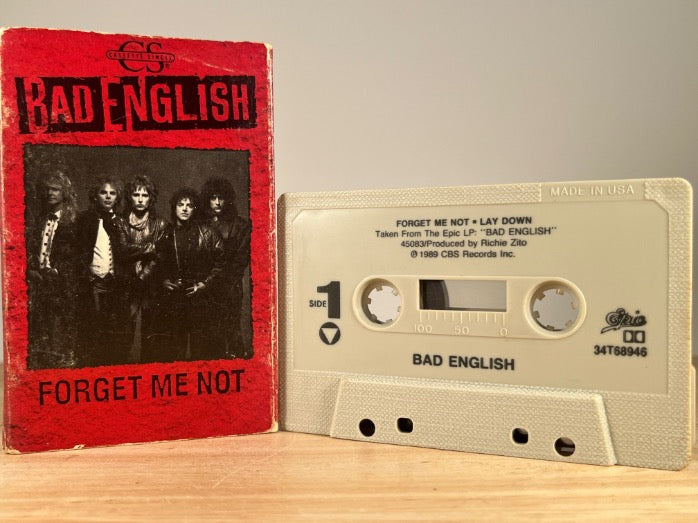 CS
CASSETTE SINGLE
BAD ENGLISH
FORGET ME NOT
MADE IN USA
FORGET ME NOT • LAY DOWN
Taken From The Epic LP: "BAD ENGLISH"
45083/Produced by Richie Zito
℗ 1989 CBS Records Inc.
SIDE 1
100 50 0
Epic
34T68946
BAD ENGLISH